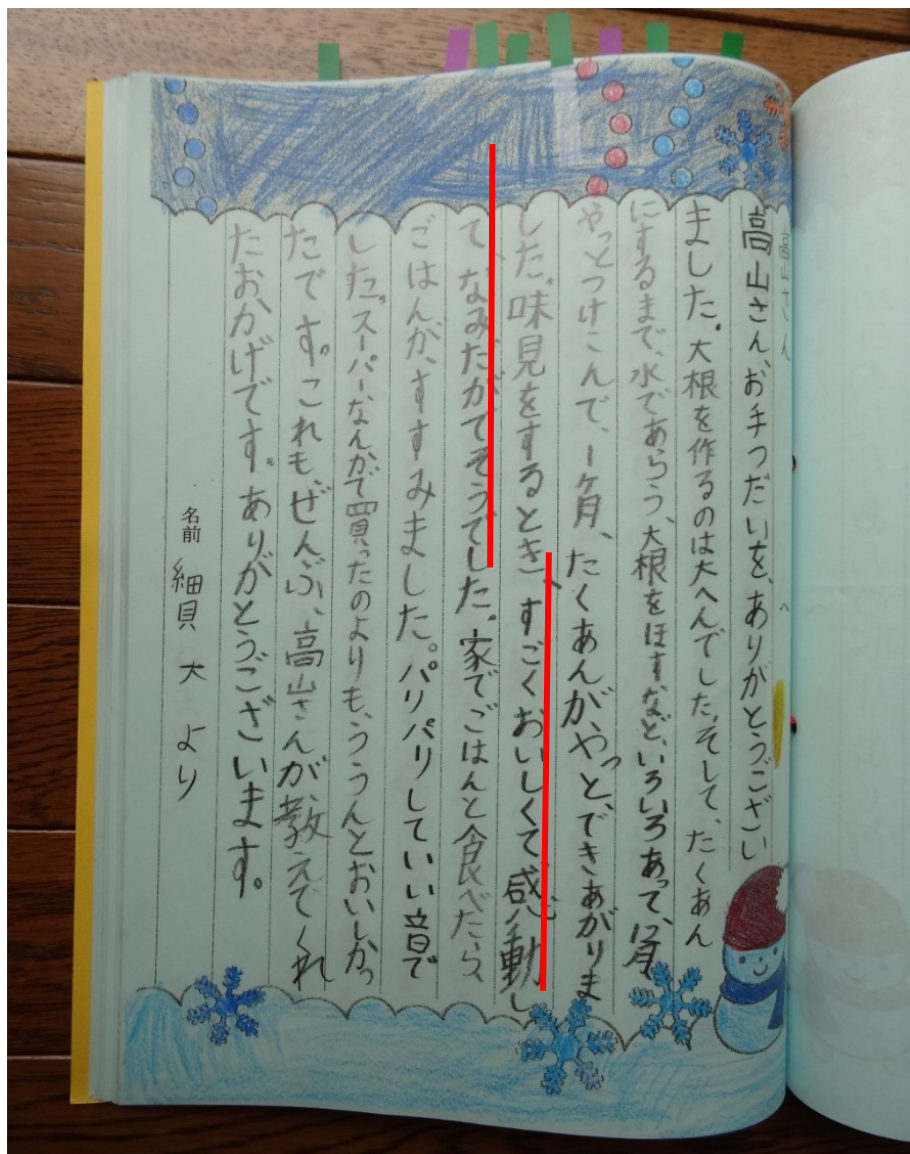 高山さん
へ
高山さん、お手つだいを、ありがとうござい
ました。大根を作るのは大へんでした。そして、たくあん
にするまで、水であらう、大根をほすなど、いろいろあって、12月
やっとつけこんで、1ヶ月、たくあんが、やっと、できあがりま
した。味見をするとき、すごくおいしくて、感動し
て、なみだがでそうでした。家でごはんと食べたら、
ごはんが、すすみました。パリパリしていい音で
した。スーパーなんかで買ったのよりも、ううんとおいしかっ
たです。これも、ぜんぶ、高山さんが、教えてくれ
たおかげです。ありがとうございます。
名前 細貝 大 より